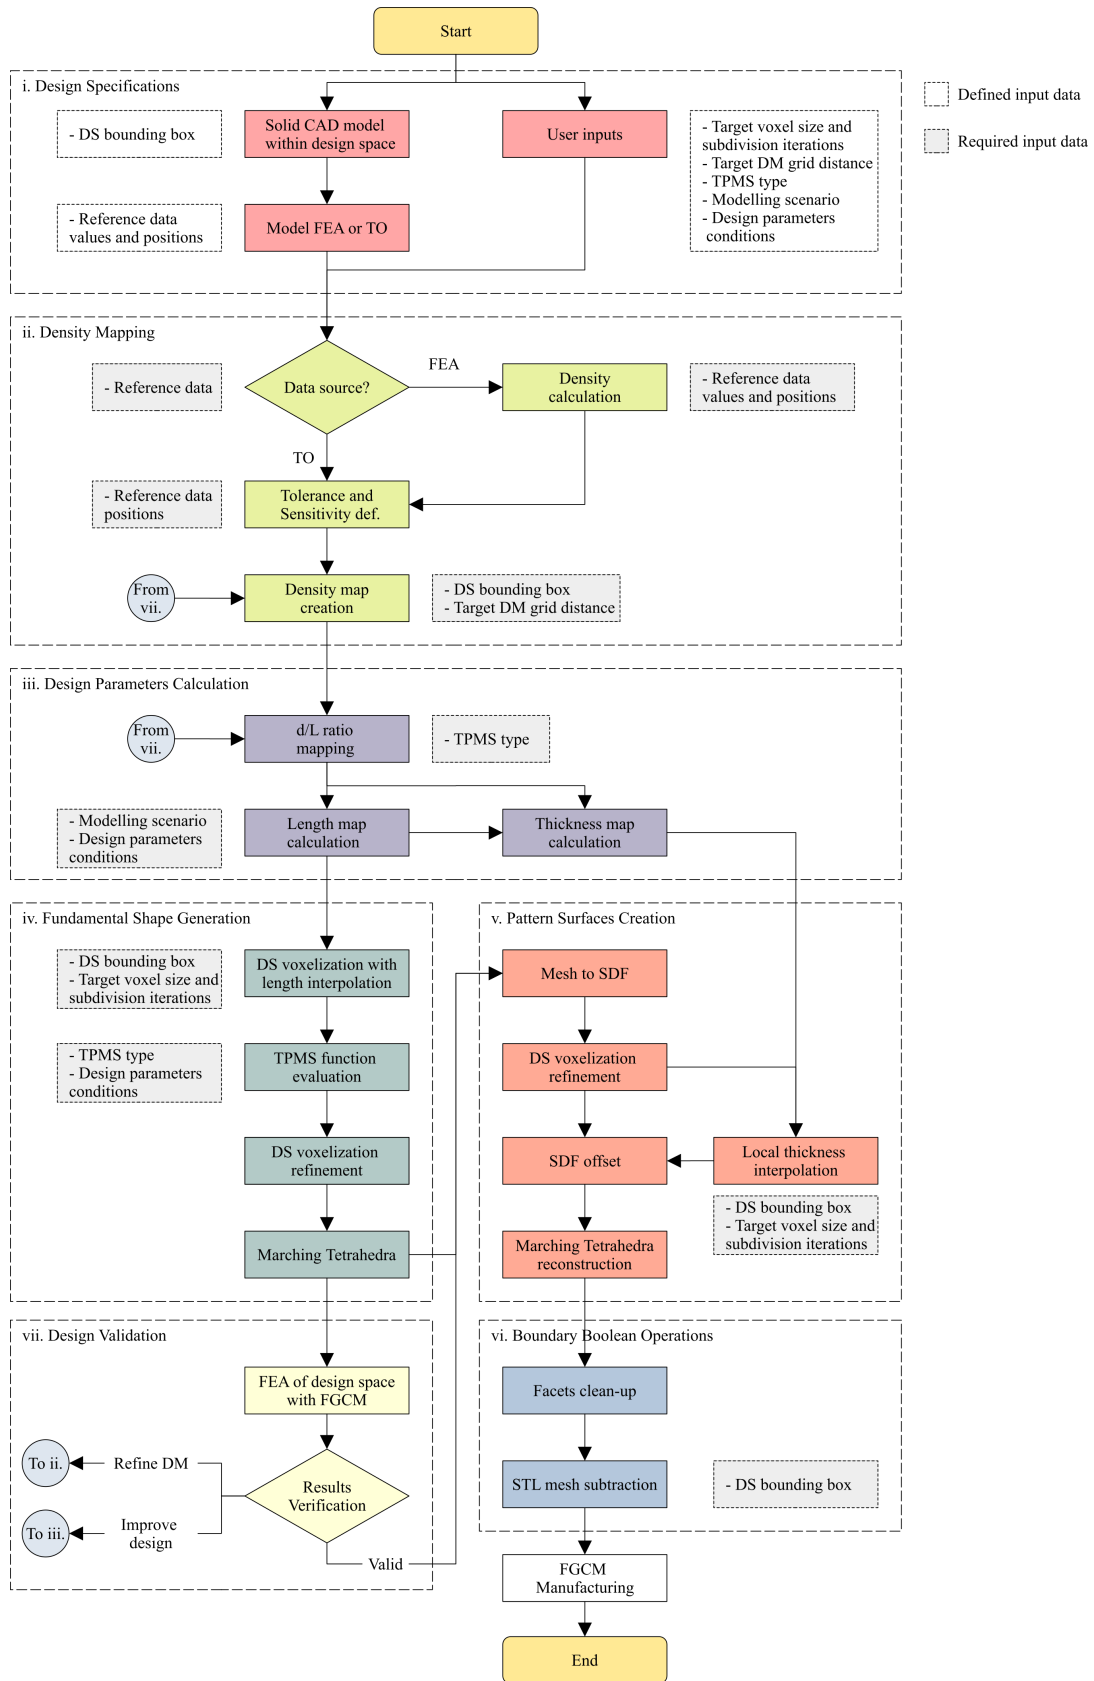 Start
i. Design Specifications
- DS bounding box
Solid CAD model
within design space
User inputs
- Target voxel size and
subdivision iterations
- Target DM grid distance
- TPMS type
- Modelling scenario
- Design parameters
conditions
Defined input data
Required input data
- Reference data
values and positions
Model FEA or TO
ii. Density Mapping
- Reference data
Data source?
FEA
Density
calculation
- Reference data
values and positions
TO
- Reference data
positions
Tolerance and
Sensitivity def.
From
vii.
Density map
creation
- DS bounding box
- Target DM grid distance
iii. Design Parameters Calculation
From
vii.
d/L ratio
mapping
- TPMS type
- Modelling scenario
- Design parameters
conditions
Length map
calculation
Thickness map
calculation
iv. Fundamental Shape Generation
- DS bounding box
- Target voxel size and
subdivision iterations
DS voxelization with
length interpolation
- TPMS type
- Design parameters
conditions
TPMS function
evaluation
DS voxelization
refinement
Marching Tetrahedra
v. Pattern Surfaces Creation
Mesh to SDF
DS voxelization
refinement
SDF offset
Local thickness
interpolation
- DS bounding box
- Target voxel size and
subdivision iterations
Marching Tetrahedra
reconstruction
vii. Design Validation
FEA of design space
with FGCM
To ii.
Refine DM
Results
Verification
To iii.
Improve
design
Valid
vi. Boundary Boolean Operations
Facets clean-up
STL mesh subtraction
- DS bounding box
FGCM
Manufacturing
End